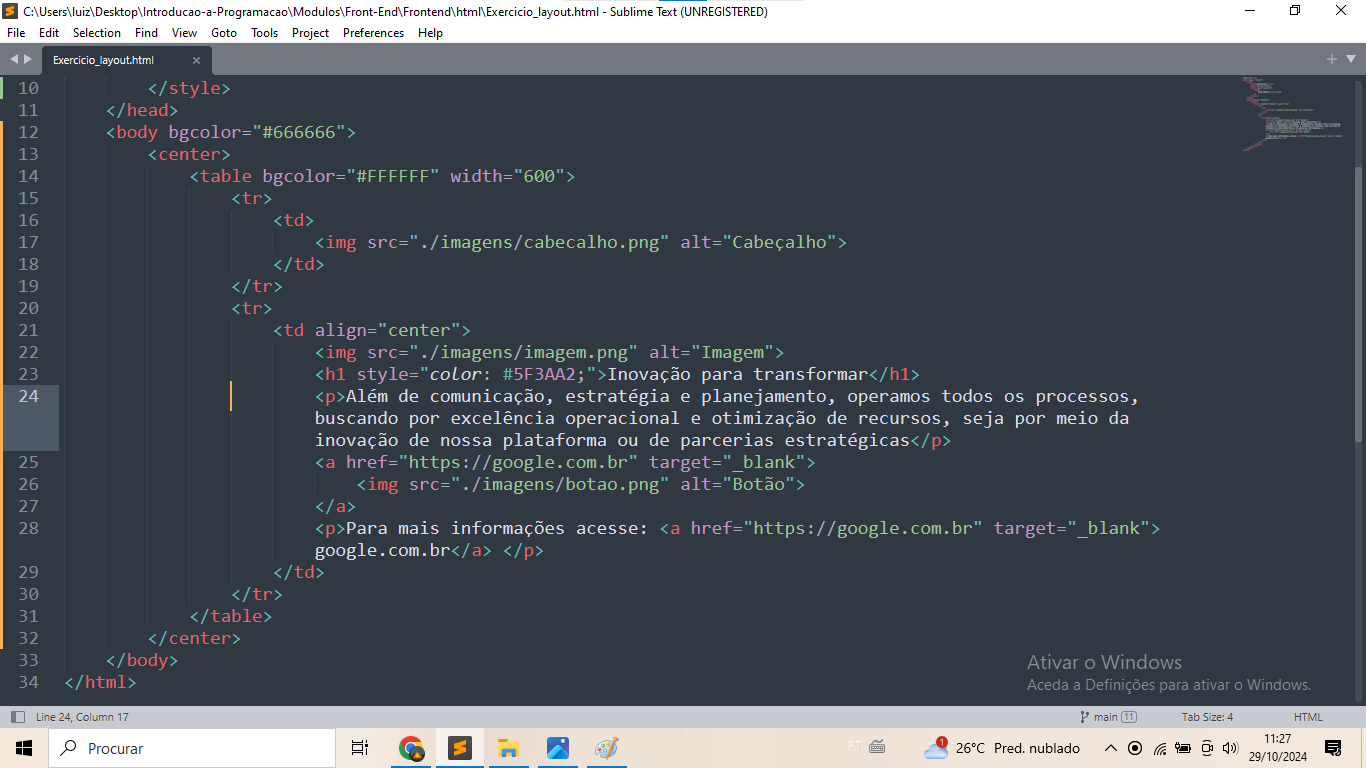 C:\Users\luiz\Desktop\Introducao-a-Programacao\Modulos\Front-End\Frontend\html\Exercicio_layout.html - Sublime Text (UNREGISTERED)
File Edit Selection Find View Goto Tools Project Preferences Help
Exercicio_layout.html
10 </style>
11 </head>
12 <body bgcolor="#666666">
13 <center>
14 <table bgcolor="#FFFFFF" width="600">
15 <tr>
16 <td>
17 <img src="./imagens/cabecalho.png" alt="Cabeçalho">
18 </td>
19 </tr>
20 <tr>
21 <td align="center">
22 <img src="./imagens/imagem.png" alt="Imagem">
23 <h1 style="color: #5F3AA2;">Inovação para transformar</h1>
24 <p>Além de comunicação, estratégia e planejamento, operamos todos os processos,
buscando por excelência operacional e otimização de recursos, seja por meio da
inovação de nossa plataforma ou de parcerias estratégicas</p>
25 <a href="https://google.com.br" target="_blank">
26 <img src="./imagens/botao.png" alt="Botão">
27 </a>
28 <p>Para mais informações acesse: <a href="https://google.com.br" target="_blank">
google.com.br</a> </p>
29 </td>
30 </tr>
31 </table>
32 </center>
33 </body>
34 </html>
Ativar o Windows
Aceda a Definições para ativar o Windows.
Line 24, Column 17 main 11 Tab Size: 4 HTML
Procurar PT 1 26°C Pred. nublado 11:27
29/10/2024